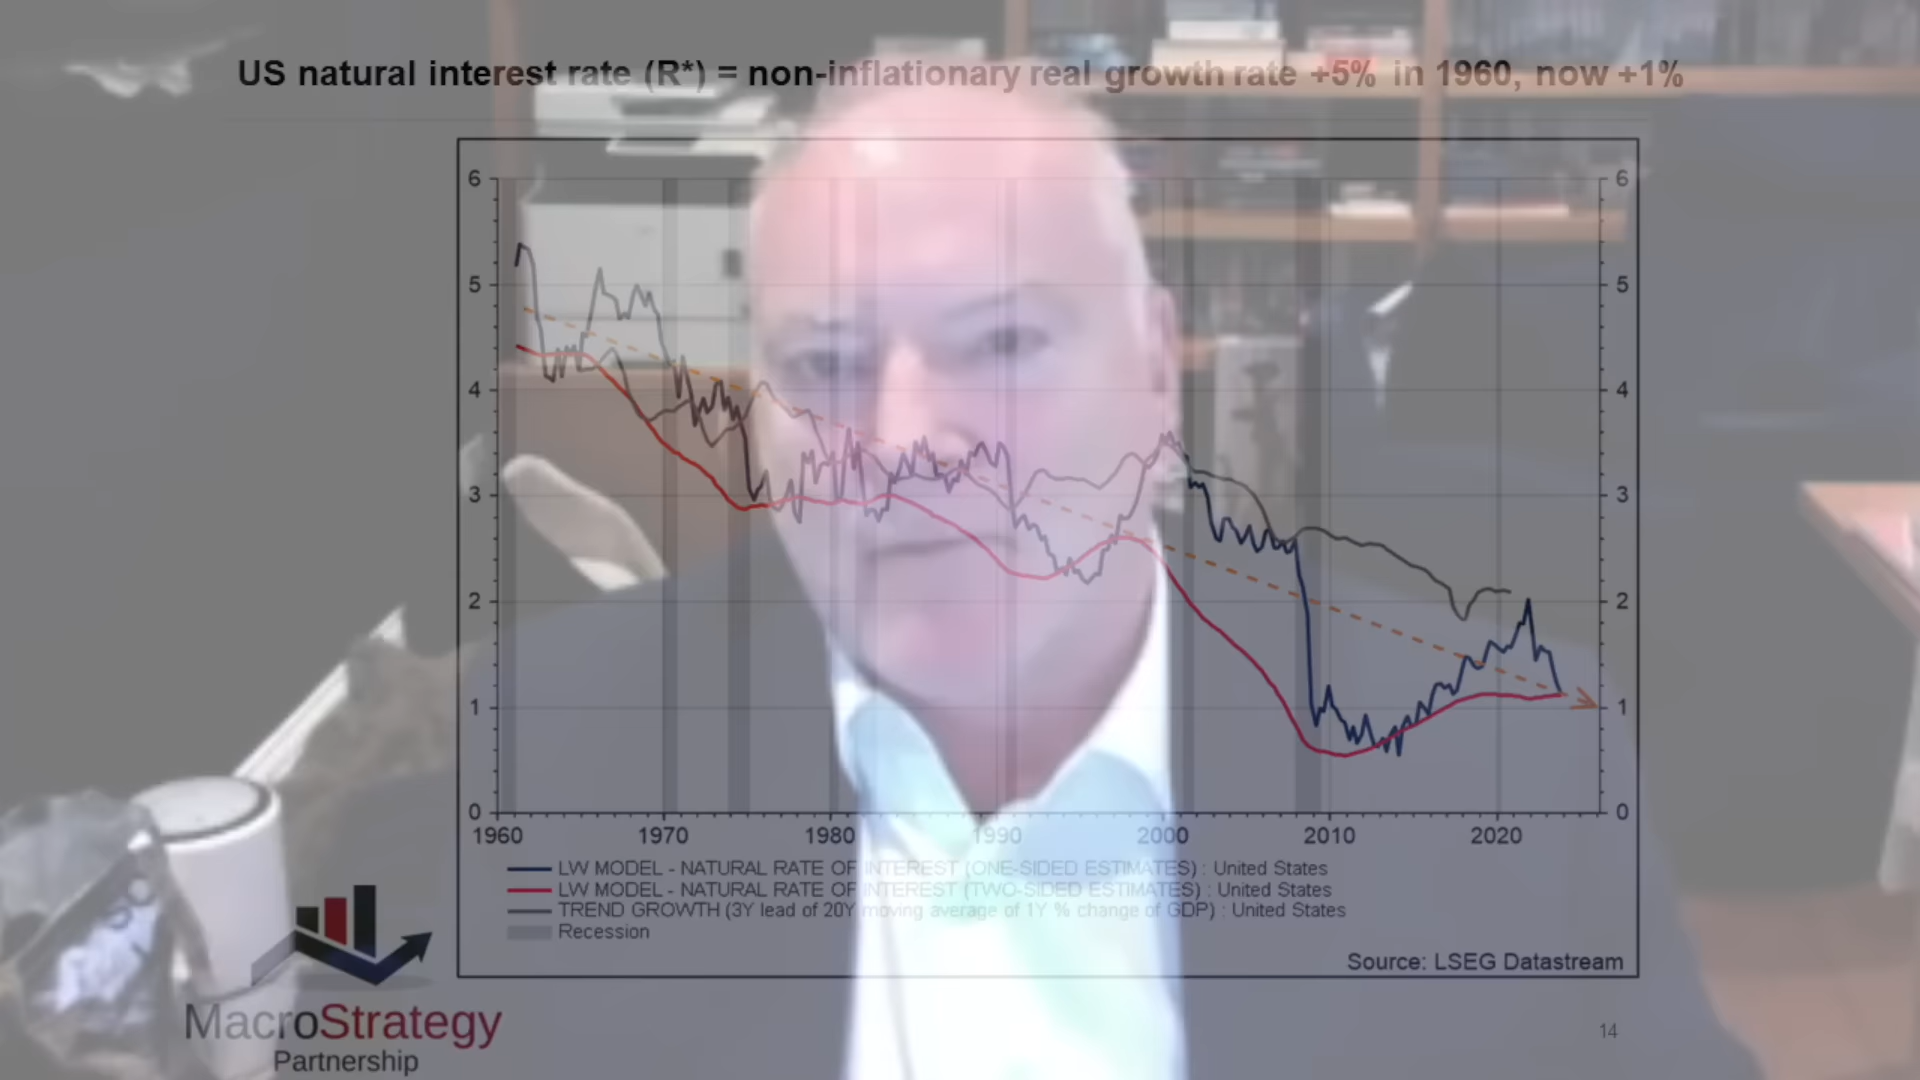 US natural interest rate (R*) = non-inflationary real growth rate +5% in 1960, now +1%
6 6
5 5
4 4
3 3
2 2
1 1
0 0
1960 1970 1980 1990 2000 2010 2020
LW MODEL - NATURAL RATE OF INTEREST (ONE-SIDED ESTIMATES) : United States
LW MODEL - NATURAL RATE OF INTEREST (TWO-SIDED ESTIMATES) : United States
TREND GROWTH (3Y lead of 20Y moving average of 1Y % change of GDP) : United States
Recession
Source: LSEG Datastream
MacroStrategy
Partnership
14